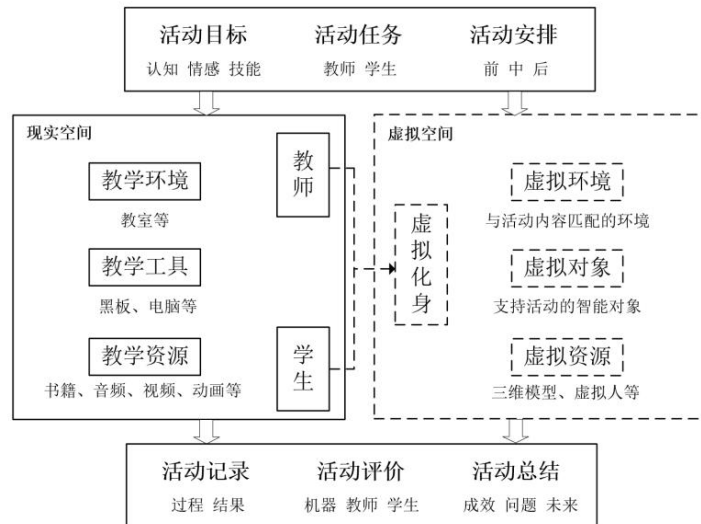 活动目标 活动任务 活动安排
认知 情感 技能 教师 学生 前 中 后
现实空间
教师
教学环境
教室等
教学工具
黑板、电脑等
教学资源
书籍、音频、视频、动画等
学生
虚拟空间
虚拟化身
虚拟环境
与活动内容匹配的环境
虚拟对象
支持活动的智能对象
虚拟资源
三维模型、虚拟人等
活动记录 活动评价 活动总结
过程 结果 机器 教师 学生 成效 问题 未来